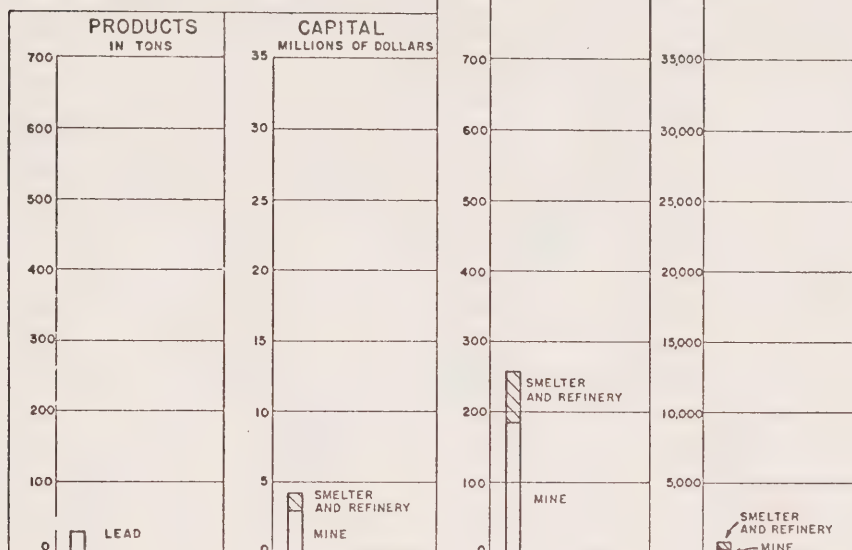 PRODUCTS
IN TONS
700
600
500
400
300
200
100
0
LEAD
CAPITAL
MILLIONS OF DOLLARS
35
30
25
20
15
10
5
0
SMELTER
AND REFINERY
MINE
700
600
500
400
300
200
100
0
SMELTER
AND REFINERY
MINE
35,000
30,000
25,000
20,000
15,000
10,000
5,000
SMELTER
AND REFINERY
MINE